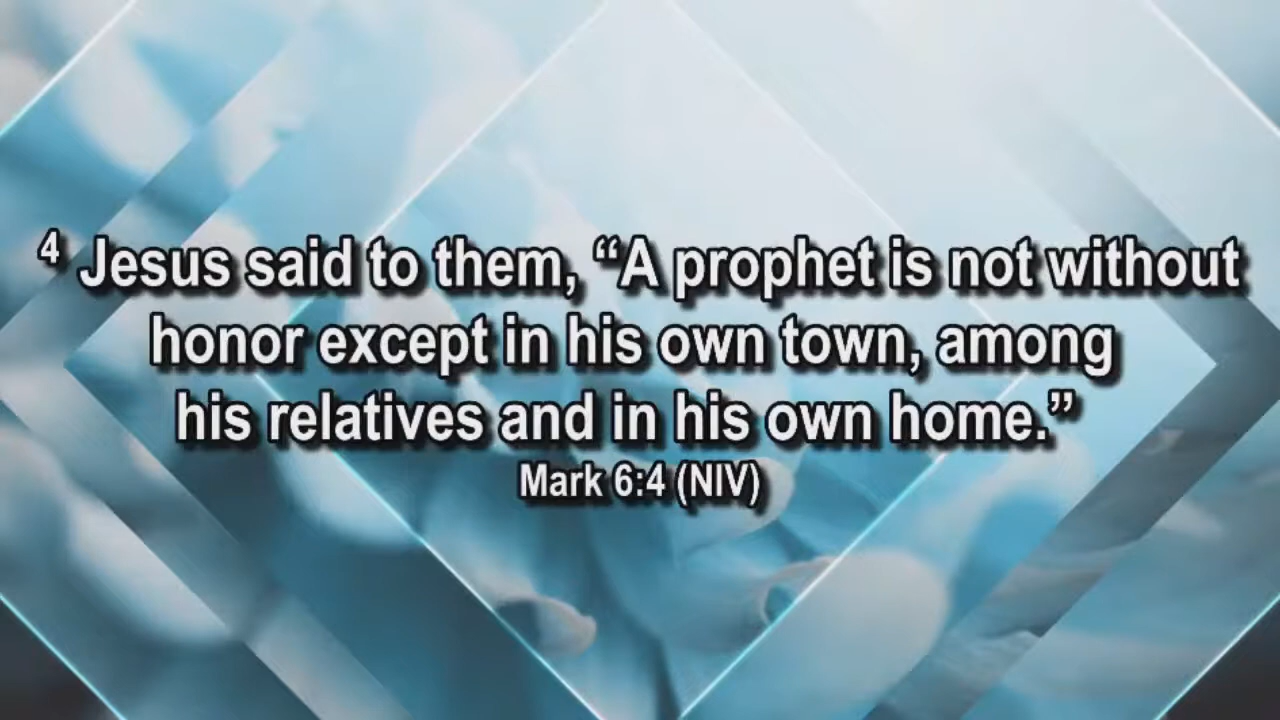 4 Jesus said to them, “A prophet is not without
honor except in his own town, among
his relatives and in his own home.”
Mark 6:4 (NIV)